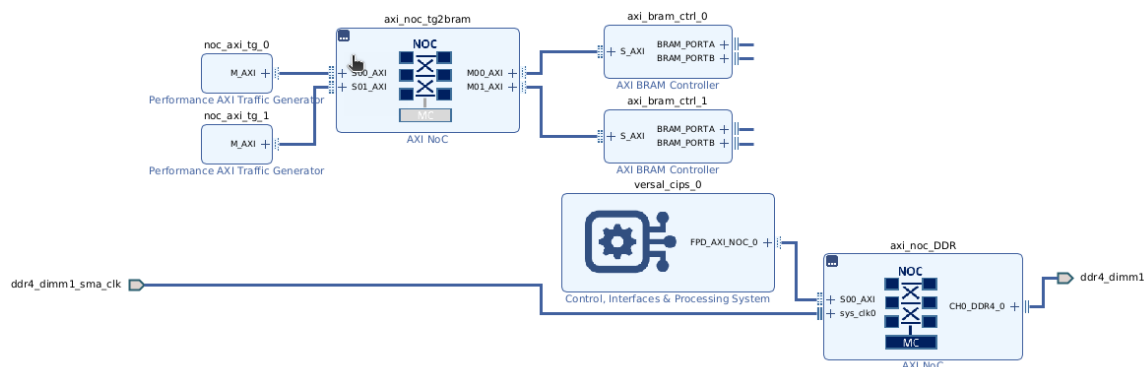 axi_noc_tg2bram
noc_axi_tg_0
M_AXI
Performance AXI Traffic Generator
noc_axi_tg_1
M_AXI
Performance AXI Traffic Generator
NOC
S00_AXI
S01_AXI
M00_AXI
M01_AXI
MC
AXI NoC
axi_bram_ctrl_0
S_AXI
BRAM_PORTA
BRAM_PORTB
AXI BRAM Controller
axi_bram_ctrl_1
S_AXI
BRAM_PORTA
BRAM_PORTB
AXI BRAM Controller
versal_cips_0
FPD_AXI_NOC_0
Control, Interfaces & Processing System
ddr4_dimm1_sma_clk
axi_noc_DDR
NOC
S00_AXI
sys_clk0
CH0_DDR4_0
MC
AXI NoC
ddr4_dimm1